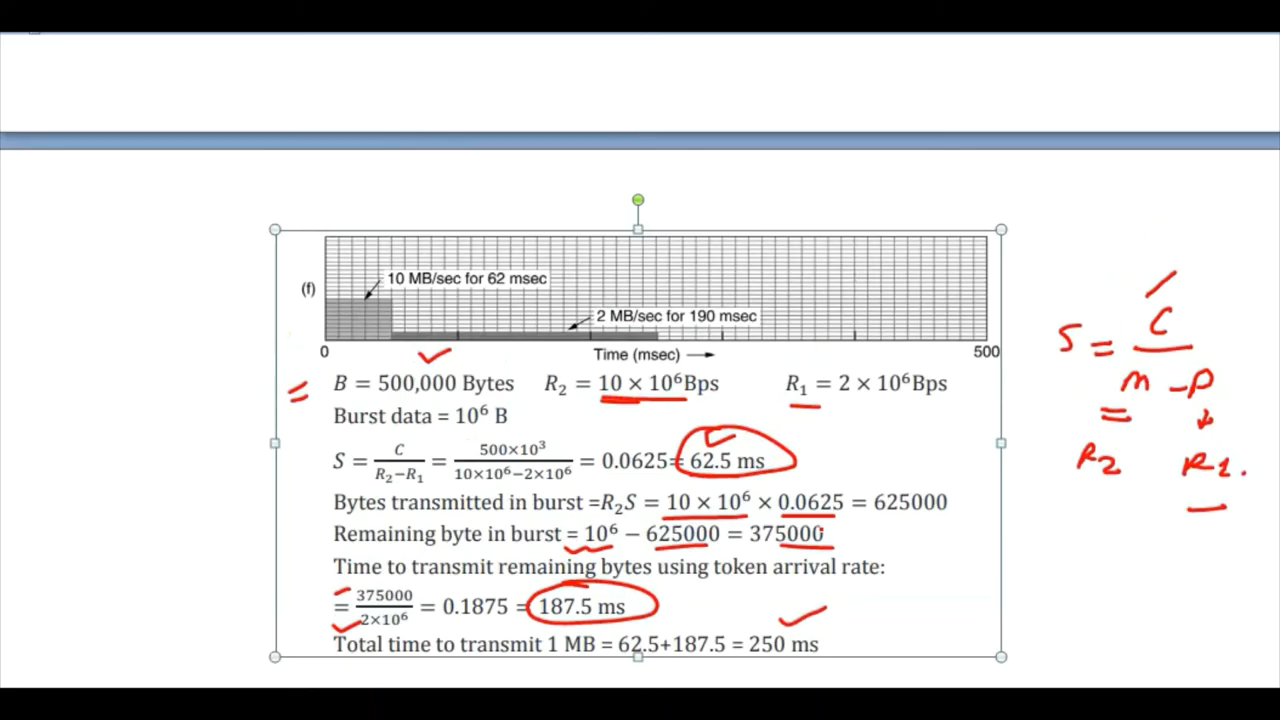 10 MB/sec for 62 msec
(f)
2 MB/sec for 190 msec
0 Time (msec) 500
B = 500,000 Bytes R₂ = 10 × 10⁶Bps R₁ = 2 × 10⁶Bps
Burst data = 10⁶ B
S = C/(R₂−R₁) = 500×10³/(10×10⁶−2×10⁶) = 0.0625= 62.5 ms
Bytes transmitted in burst =R₂S = 10 × 10⁶ × 0.0625 = 625000
Remaining byte in burst = 10⁶ − 625000 = 375000
Time to transmit remaining bytes using token arrival rate:
= 375000/2×10⁶ = 0.1875 = 187.5 ms
Total time to transmit 1 MB = 62.5+187.5 = 250 ms
S = C
M - P
=
R2 R1.